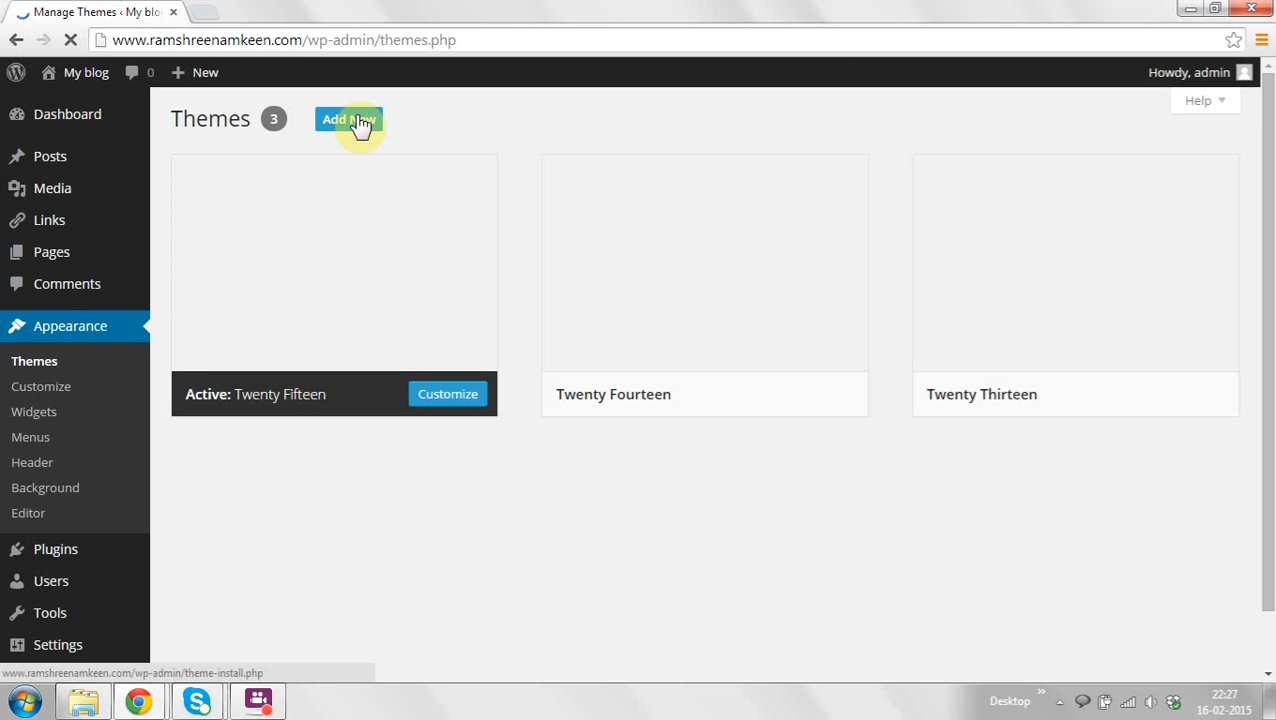 Manage Themes ‹ My blo
www.ramshreenamkeen.com/wp-admin/themes.php
My blog
0
New
Howdy, admin
Help
Dashboard
Posts
Media
Links
Pages
Comments
Appearance
Themes
Customize
Widgets
Menus
Header
Background
Editor
Plugins
Users
Tools
Settings
Themes 3 Add New
Active: Twenty Fifteen Customize
Twenty Fourteen
Twenty Thirteen
www.ramshreenamkeen.com/wp-admin/theme-install.php
Desktop
22:27
16-02-2015